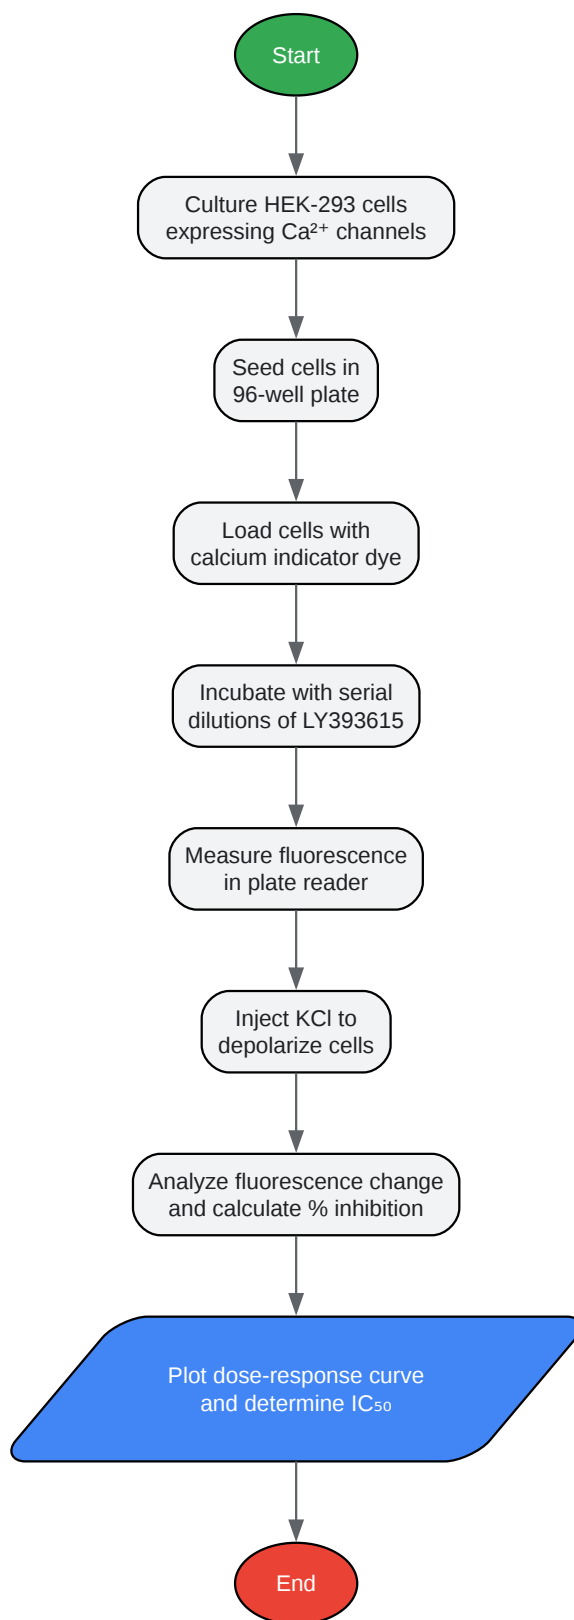 Start
Culture HEK-293 cells
expressing Ca²⁺ channels
Seed cells in
96-well plate
Load cells with
calcium indicator dye
Incubate with serial
dilutions of LY393615
Measure fluorescence
in plate reader
Inject KCl to
depolarize cells
Analyze fluorescence change
and calculate % inhibition
Plot dose-response curve
and determine IC₅₀
End